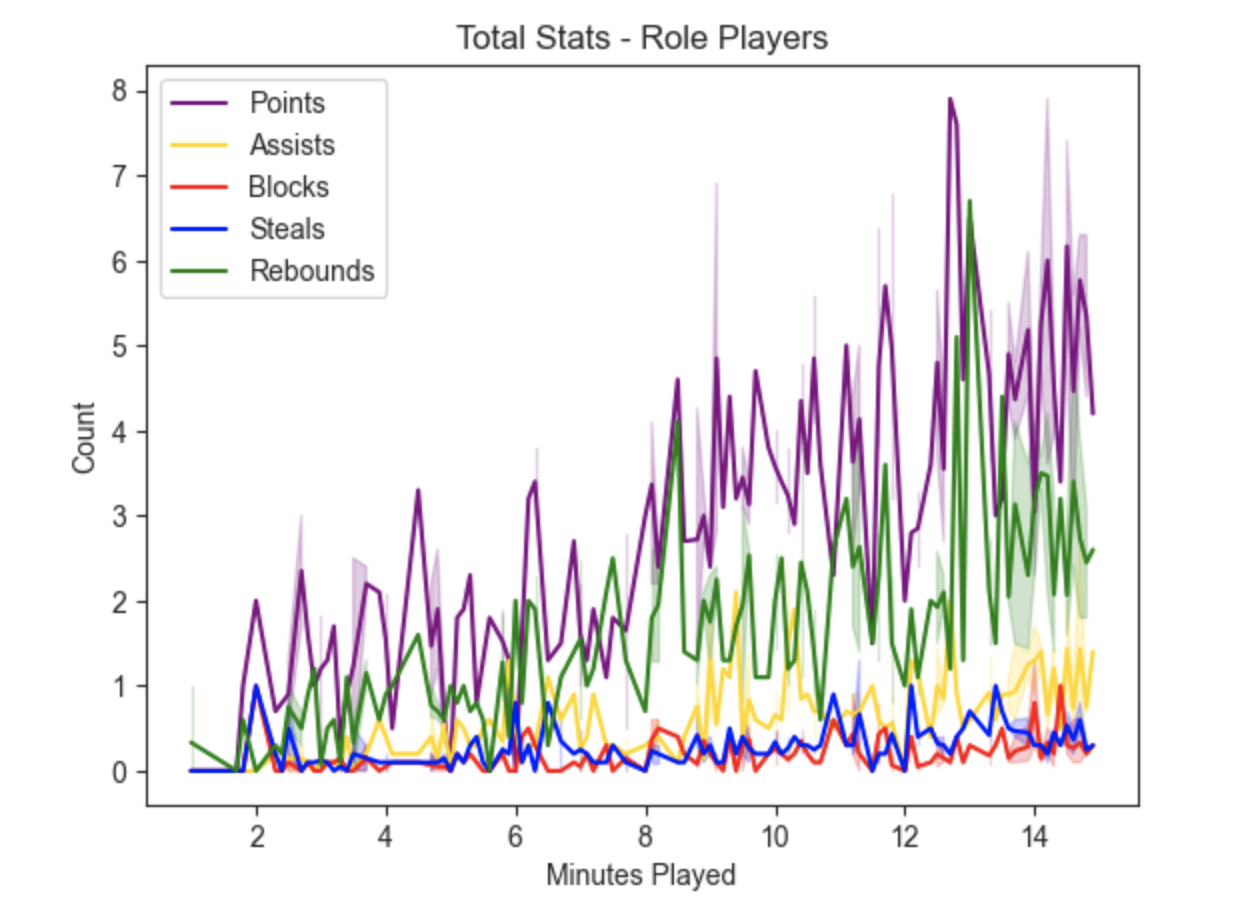 Total Stats - Role Players
Points
Assists
Blocks
Steals
Rebounds
8
7
6
5
4
3
2
1
0
Count
2 4 6 8 10 12 14
Minutes Played